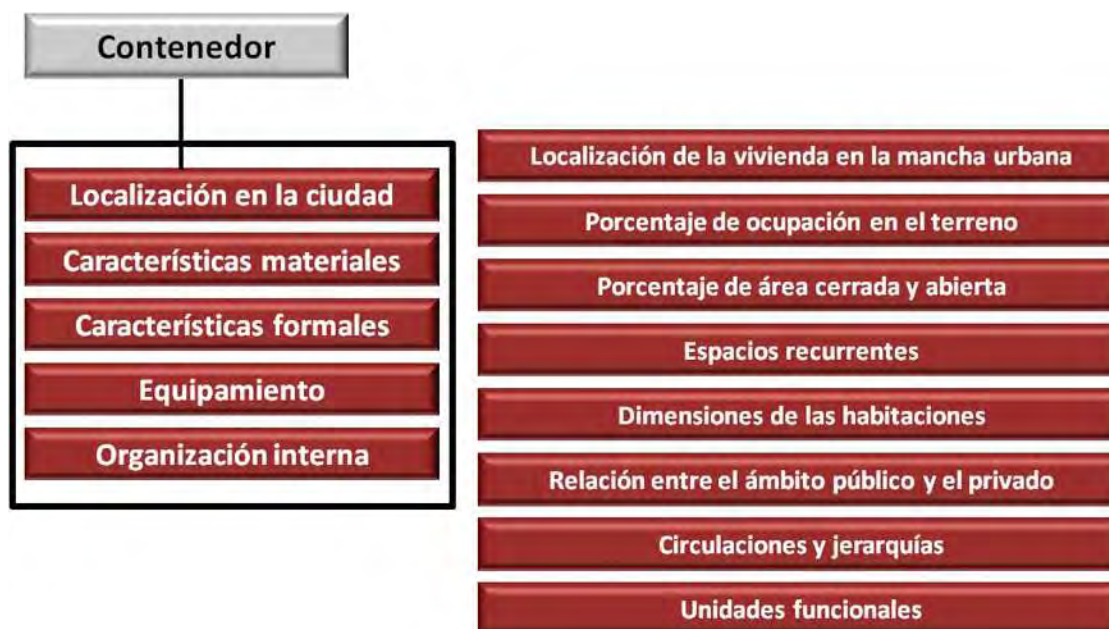 Contenedor
Localización en la ciudad
Características materiales
Características formales
Equipamiento
Organización interna
Localización de la vivienda en la mancha urbana
Porcentaje de ocupación en el terreno
Porcentaje de área cerrada y abierta
Espacios recurrentes
Dimensiones de las habitaciones
Relación entre el ámbito público y el privado
Circulaciones y jerarquías
Unidades funcionales